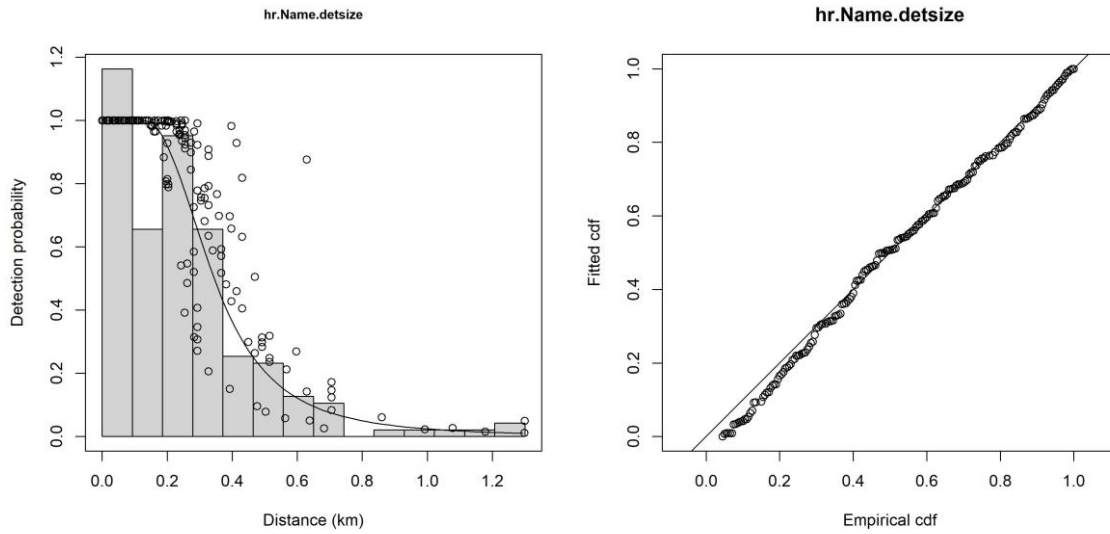 hr.Name.detsize
Detection probability
1.2
1.0
0.8
0.6
0.4
0.2
0.0
0.0 0.2 0.4 0.6 0.8 1.0 1.2
Distance (km)
hr.Name.detsize
Fitted cdf
1.0
0.8
0.6
0.4
0.2
0.0
0.0 0.2 0.4 0.6 0.8 1.0
Empirical cdf